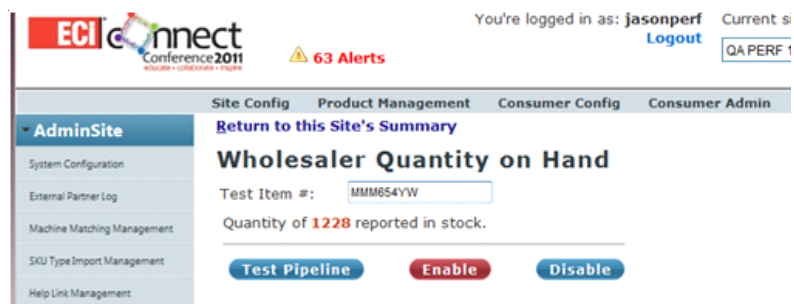 You're logged in as: jasonperf
Current si
Logout
ECI connect
Conference 2011
educate • collaborate • inspire
63 Alerts
QA PERF 1
Site Config Product Management Consumer Config Consumer Admin
AdminSite
Return to this Site's Summary
System Configuration
Wholesaler Quantity on Hand
External Partner Log
Test Item #: MMM654YW
Machine Matching Management
Quantity of 1228 reported in stock.
SKU Type Import Management
Test Pipeline Enable Disable
Help Link Management